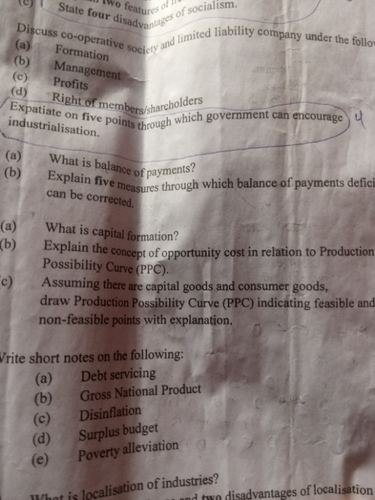 two features of
State four disadvantages of socialism.
Discuss co-operative society and limited liability company under the
(a) Formation
(b) Management
(c) Profits
(d) Right of members/shareholders
Expatiate on five points through which government can encourage 4
industrialisation.
(a) What is balance of payments?
(b) Explain five measures through which balance of payments
can be corrected.
(a) What is capital formation?
(b) Explain the concept of opportunity cost in relation to Production
Possibility Curve (PPC).
c) Assuming there are capital goods and consumer goods,
draw Production Possibility Curve (PPC) indicating feasible and
non-feasible points with explanation.
Write short notes on the following:
(a) Debt servicing
(b) Gross National Product
(c) Disinflation
(d) Surplus budget
(e) Poverty alleviation
What is localisation of industries?
and two disadvantages of localisation